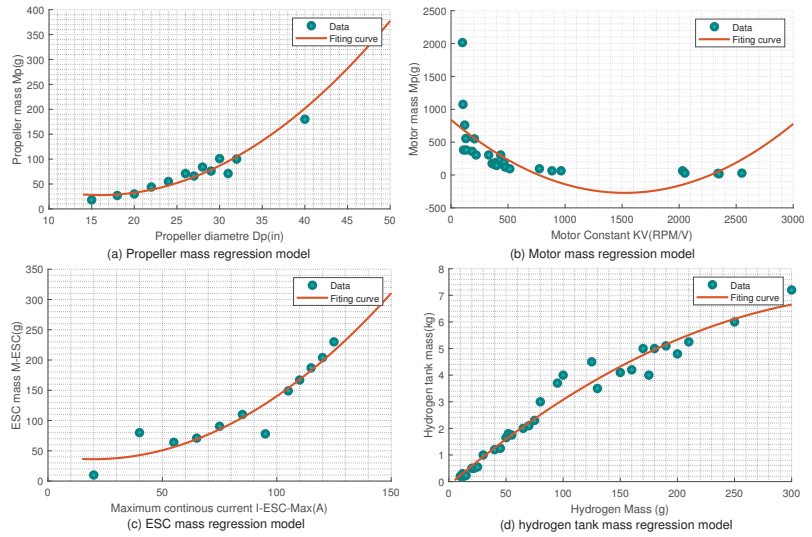 400
350
300
250
200
150
100
50
0
Propeller mass Mp(g)
Data
Fiting curve
10 15 20 25 30 35 40 45 50
Propeller diametre Dp(in)
(a) Propeller mass regression model
2500
2000
1500
1000
500
0
-500
Motor mass Mp(g)
Data
Fiting curve
0 500 1000 1500 2000 2500 3000
Motor Constant KV(RPM/V)
(b) Motor mass regression model
350
300
250
200
150
100
50
0
ESC mass M-ESC(g)
Data
Fiting curve
0 50 100 150
Maximum continous current I-ESC-Max(A)
(c) ESC mass regression model
8
7
6
5
4
3
2
1
0
Hydrogen tank mass(kg)
Data
Fiting curve
0 50 100 150 200 250 300
Hydrogen Mass (g)
(d) hydrogen tank mass regression model